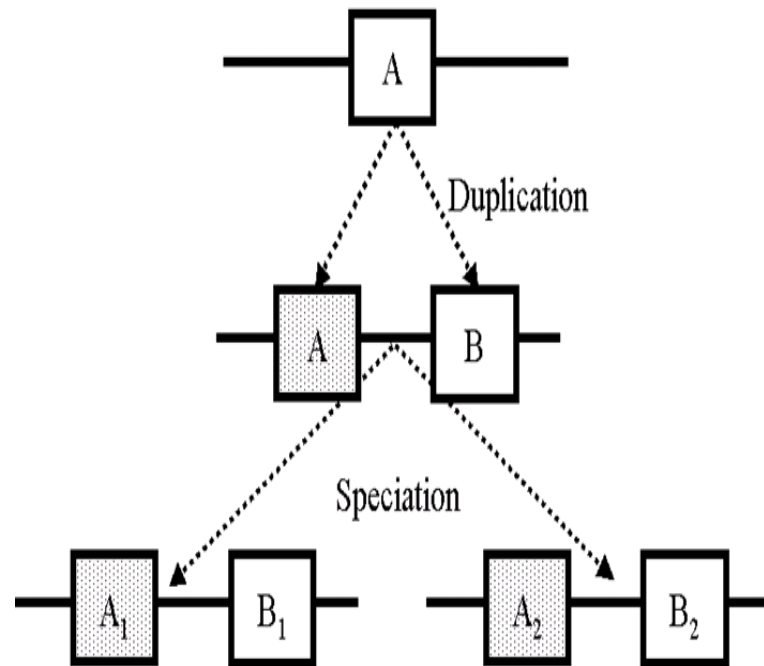 A
Duplication
A B
Speciation
A₁ B₁ A₂ B₂